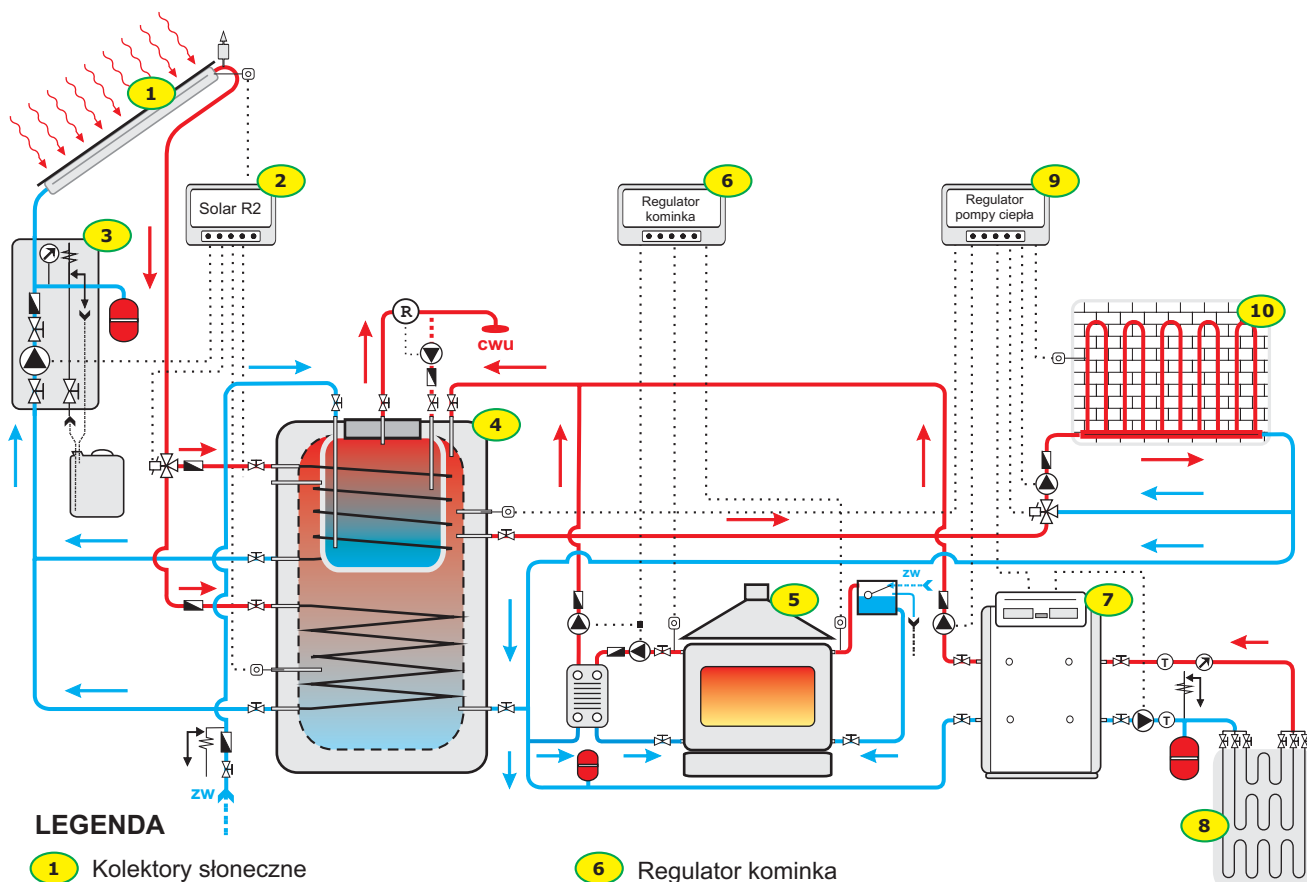 1
2
Solar R2
3
6
Regulator
kominka
9
Regulator
pompy ciepła
10
R
cwu
4
zw
5
7
T
T
8
zw
LEGENDA
1 Kolektory słoneczne
6 Regulator kominka